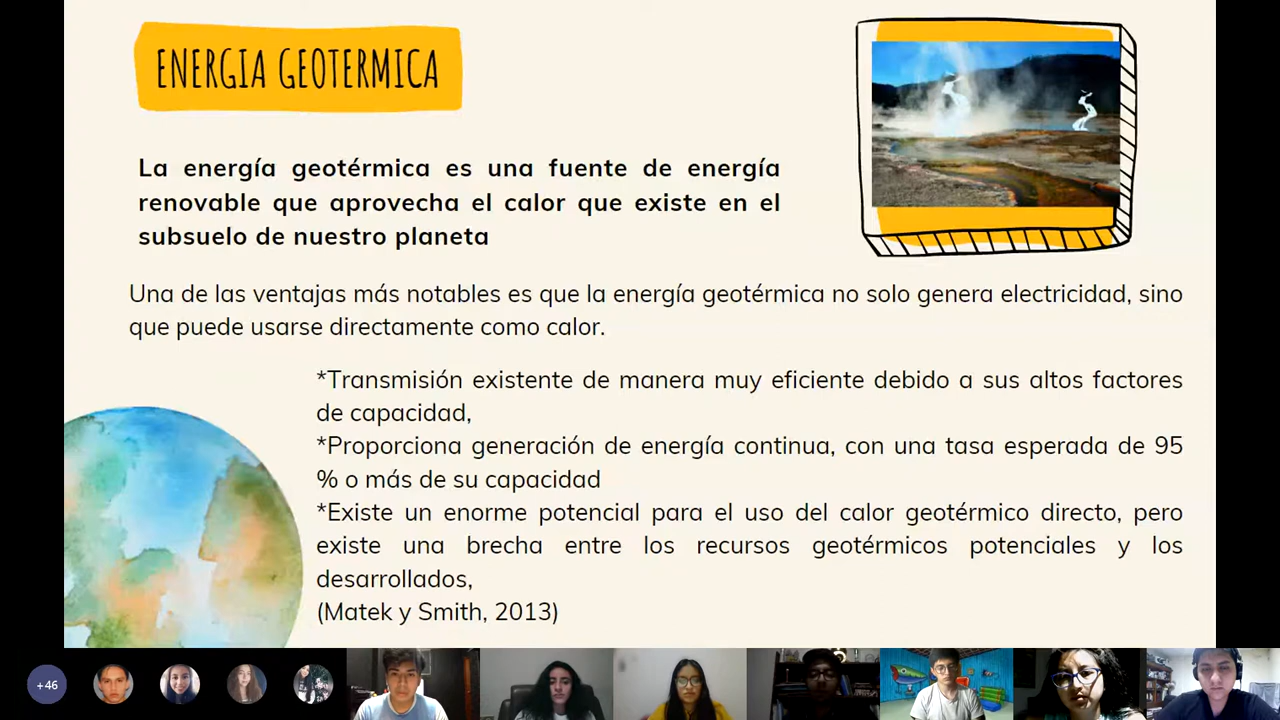 ENERGIA GEOTERMICA
La energía geotérmica es una fuente de energía
renovable que aprovecha el calor que existe en el
subsuelo de nuestro planeta
Una de las ventajas más notables es que la energía geotérmica no solo genera electricidad, sino
que puede usarse directamente como calor.
*Transmisión existente de manera muy eficiente debido a sus altos factores
de capacidad,
*Proporciona generación de energía continua, con una tasa esperada de 95
% o más de su capacidad
*Existe un enorme potencial para el uso del calor geotérmico directo, pero
existe una brecha entre los recursos geotérmicos potenciales y los
desarrollados,
(Matek y Smith, 2013)
+46